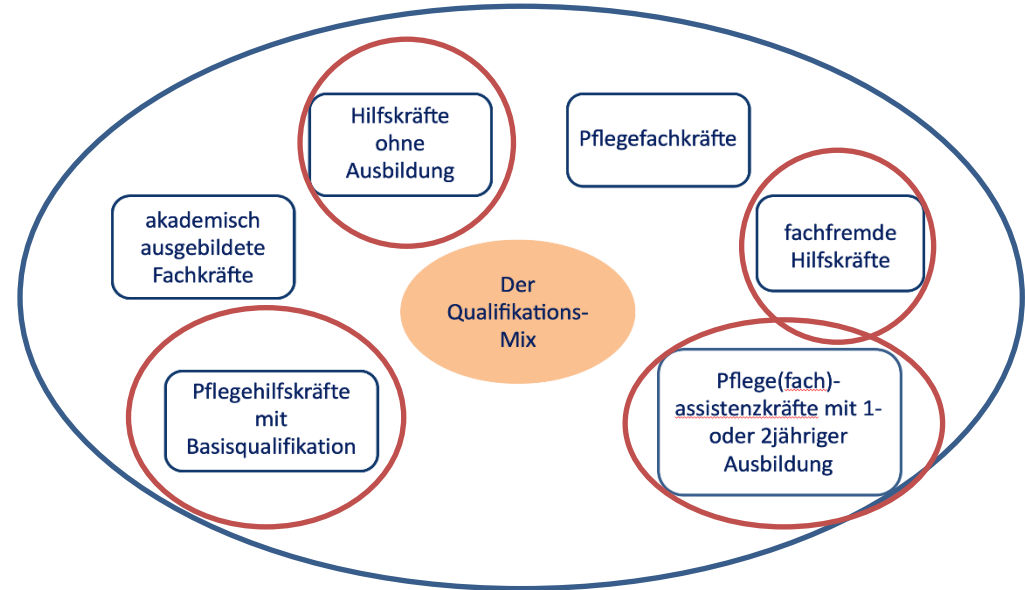 Hilfskräfte
ohne
Ausbildung
Pflegefachkräfte
akademisch
ausgebildete
Fachkräfte
fachfremde
Hilfskräfte
Der
Qualifikations-
Mix
Pflegehilfskräfte
mit
Basisqualifikation
Pflege(fach)-
assistenzkräfte mit 1-
oder 2jähriger
Ausbildung